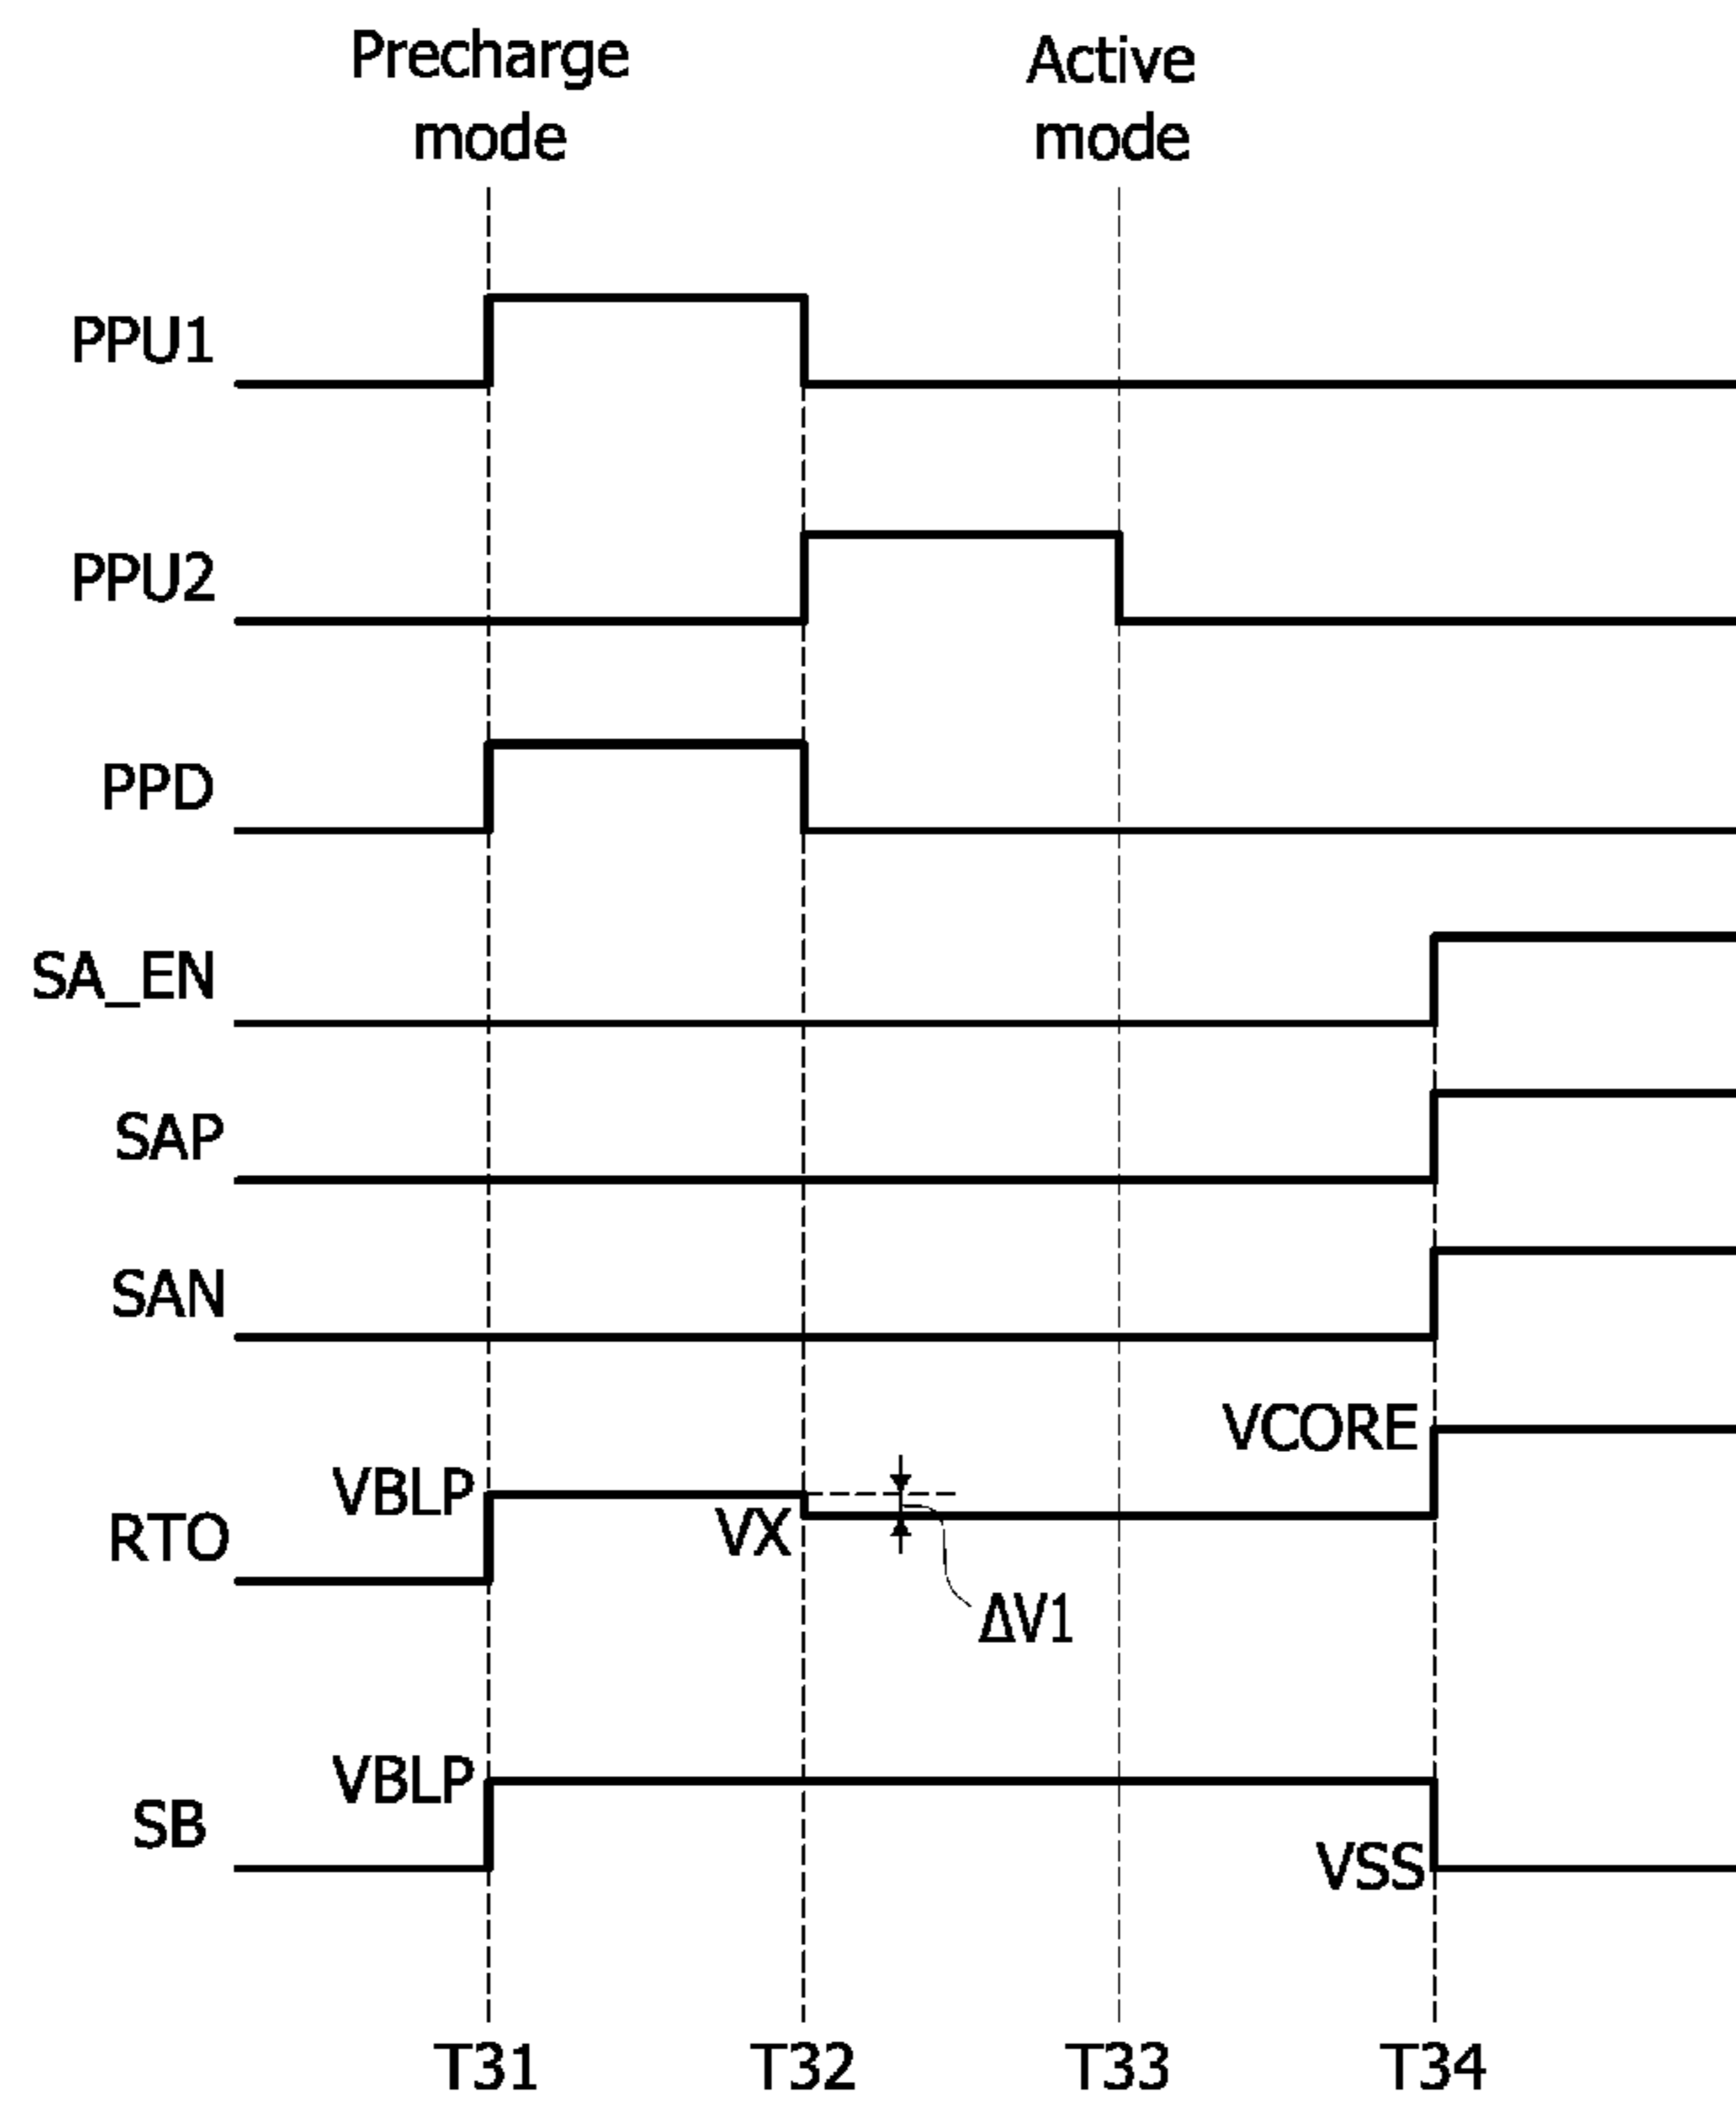 Precharge
mode
Active
mode
PPU1
PPU2
PPD
SA_EN
SAP
SAN
VCORE
VBLP
VX
RTO
ΔV1
VBLP
SB
VSS
T31 T32 T33 T34